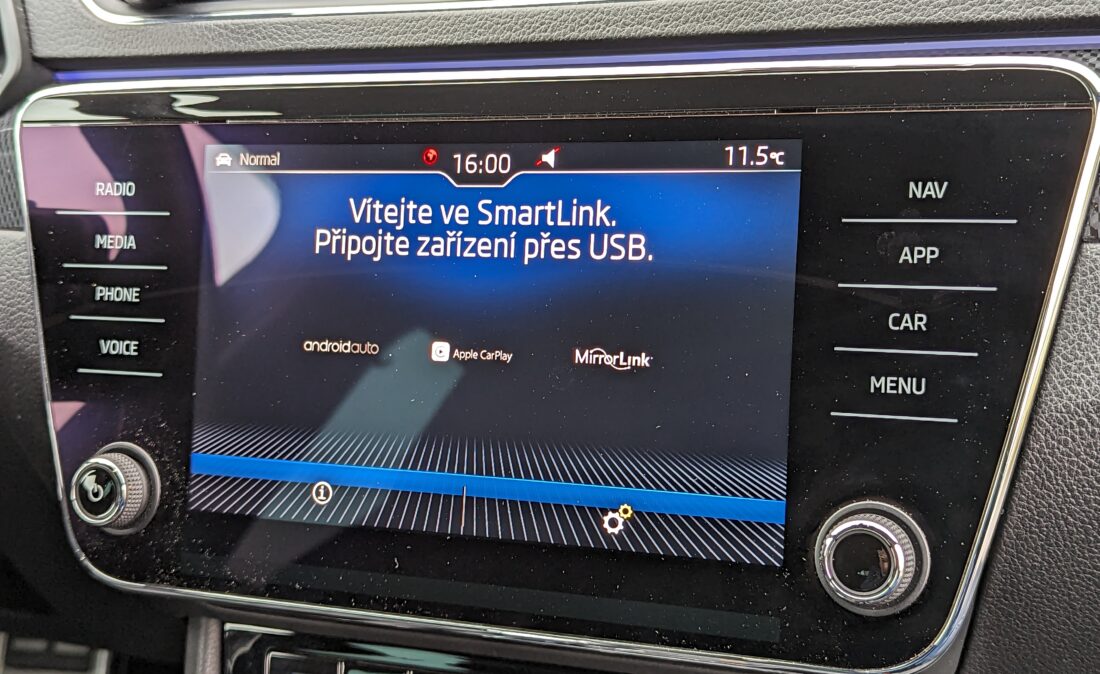 Normal 16:00 11.5°C
Vítejte ve SmartLink.
Připojte zařízení přes USB.
androidauto Apple CarPlay MirrorLink
RADIO
MEDIA
PHONE
VOICE
NAV
APP
CAR
MENU